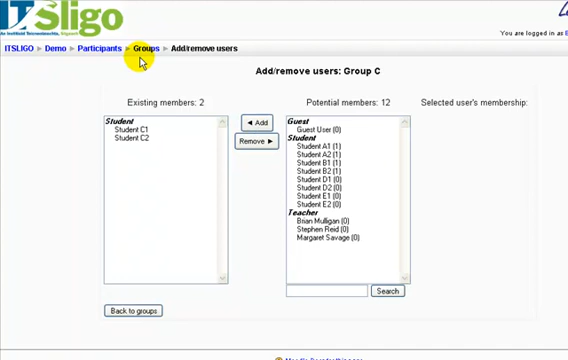 ITSligo
You are logged in as
ITSLIGO ► Demo ► Participants ► Groups ► Add/remove users
Add/remove users: Group C
Existing members: 2
Potential members: 12
Selected user's membership:
Student
Student C1
Student C2
◄ Add
Remove ►
Guest
Guest User (0)
Student
Student A1 (1)
Student A2 (1)
Student B1 (1)
Student B2 (1)
Student D1 (0)
Student D2 (0)
Student E1 (0)
Student E2 (0)
Teacher
Brian Mulligan (0)
Stephen Reid (0)
Margaret Savage (0)
Search
Back to groups